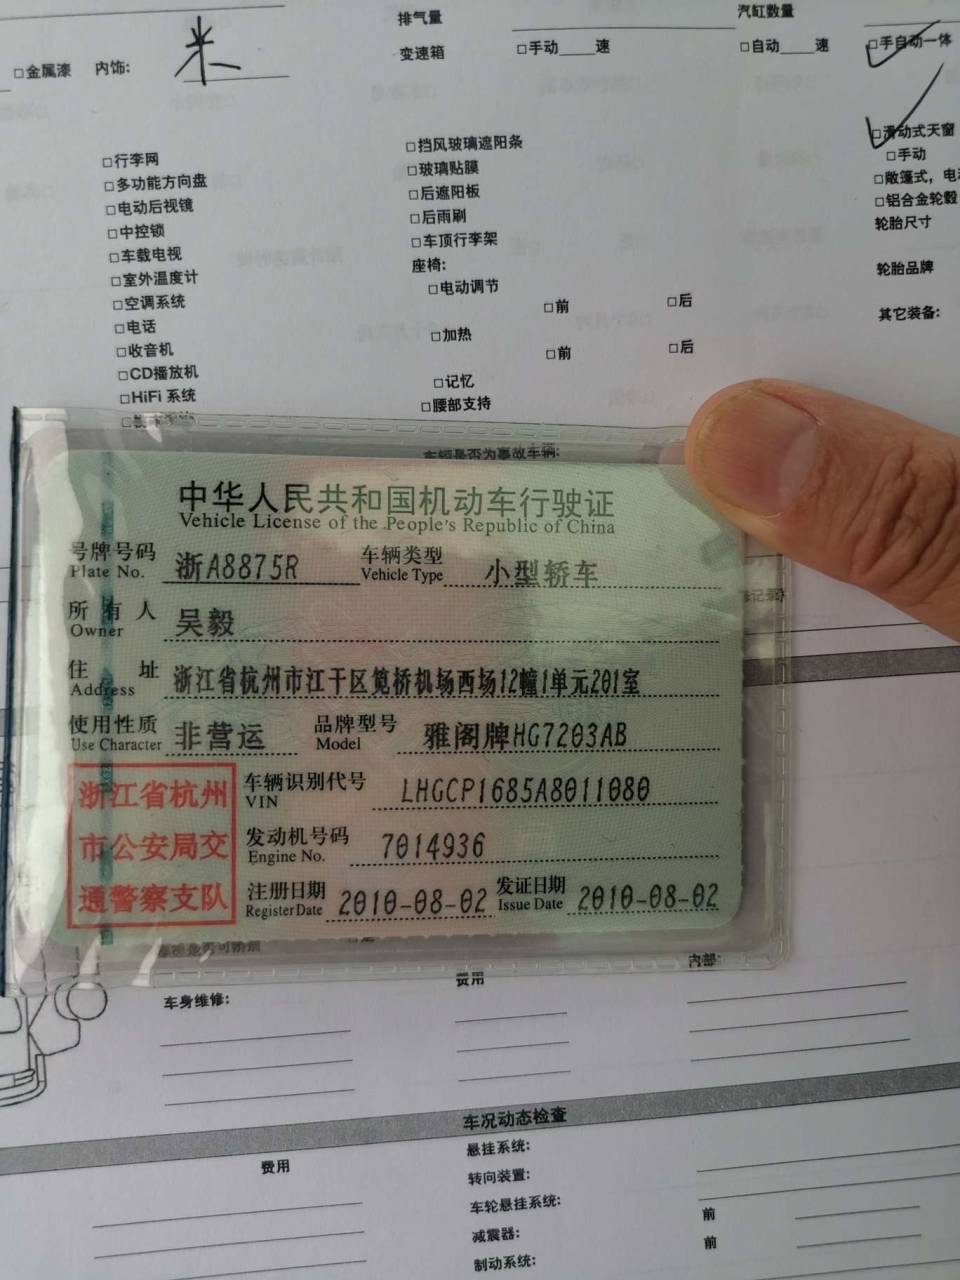 排气量
汽缸数量
□金属漆 内饰: 米
变速箱 □手动____速 □自动____速 □手自动一体
□行李网
□多功能方向盘
□电动后视镜
□中控锁
□车载电视
□室外温度计
□空调系统
□电话
□收音机
□CD播放机
□HiFi 系统
□挡风玻璃遮阳条
□玻璃贴膜
□后遮阳板
□后雨刷
□车顶行李架
座椅:
□电动调节
□前 □后
□加热
□前 □后
□记忆
□腰部支持
□滑动式天窗
□手动
□敞篷式,电动
□铝合金轮毂
轮胎尺寸
轮胎品牌
其它装备:
车辆是否为事故车辆:
中华人民共和国机动车行驶证
Vehicle License of the People's Republic of China
号牌号码 浙A8875R 车辆类型 小型轿车
Plate No. Vehicle Type
所有人 吴毅
Owner
住址 浙江省杭州市江干区笕桥机场西场12幢1单元201室
Address
使用性质 非营运 品牌型号 雅阁牌HG7203AB
Use Character Model
浙江省杭州
市公安局交
通警察支队
车辆识别代号 LHGCP1685A8011080
VIN
发动机号码 7014936
Engine No.
注册日期 2010-08-02 发证日期 2010-08-02
Register Date Issue Date
车身维修:
费用
内部:
车况动态检查
费用
悬挂系统:
转向装置:
车轮悬挂系统:
前
减震器:
前
制动系统: